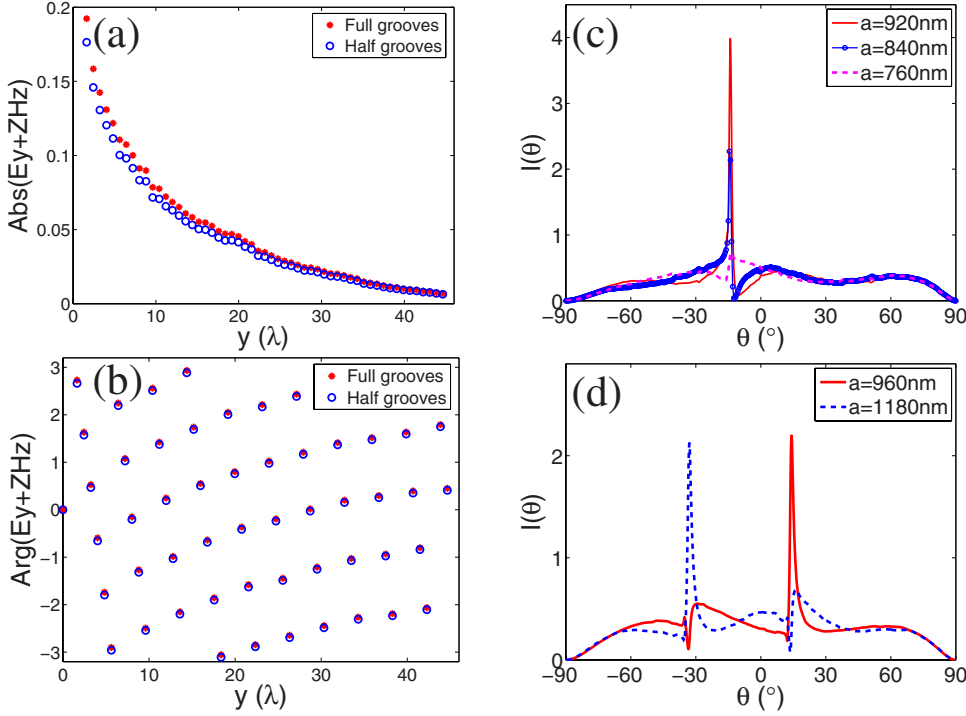 (a)
Full grooves
Half grooves
Abs(Ey+ZHz)
0.2
0.15
0.1
0.05
0
0 10 20 30 40
y (λ)
(b)
Full grooves
Half grooves
Arg(Ey+ZHz)
3
2
1
0
−1
−2
−3
0 10 20 30 40
y (λ)
(c)
a=920nm
a=840nm
a=760nm
I(θ)
4
3
2
1
0
−90 −60 −30 0 30 60 90
θ (°)
(d)
a=960nm
a=1180nm
I(θ)
2
1
0
−90 −60 −30 0 30 60 90
θ (°)